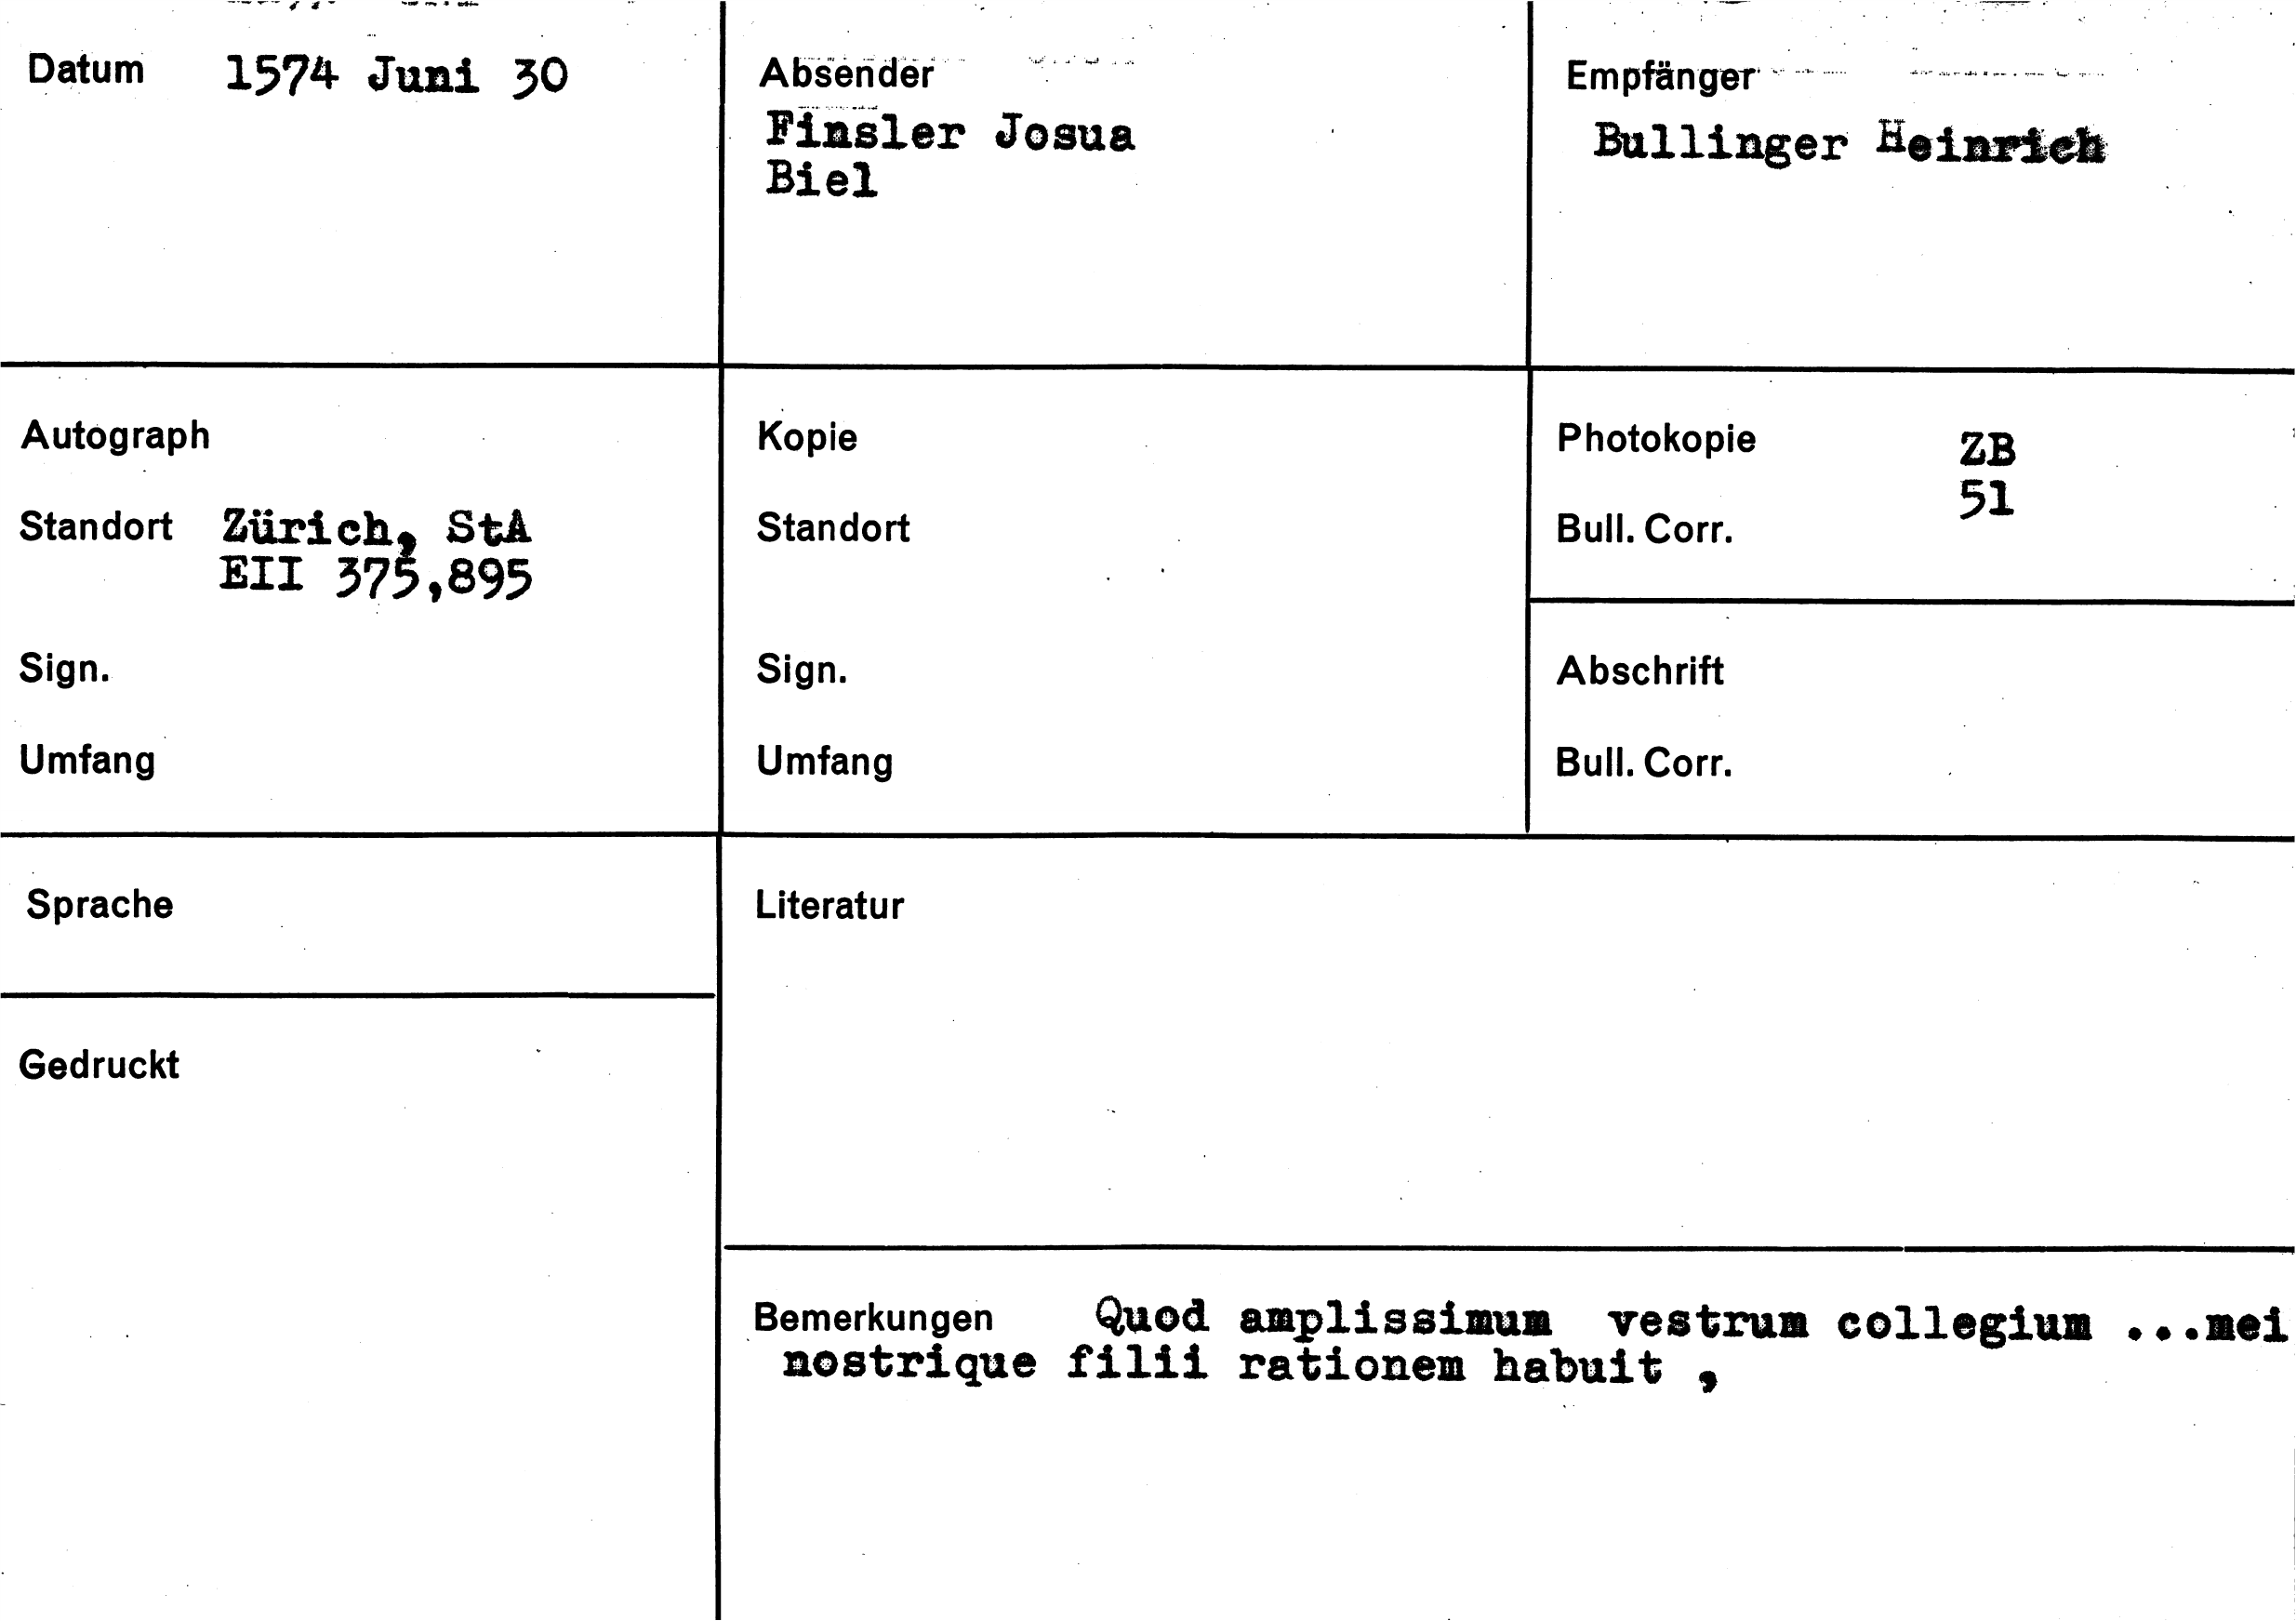 Datum 1574 Juni 30
Absender
Finsler Josua
Biel
Empfänger
Bullinger Heinrich
Autograph
Standort Zürich, StA
EII 375,895
Sign.
Umfang
Kopie
Standort
Sign.
Umfang
Photokopie ZB
51
Bull. Corr.
Abschrift
Bull. Corr.
Sprache
Gedruckt
Literatur
Bemerkungen Quod amplissimum vestrum collegium ...mei
nostrique filii rationem habuit ,